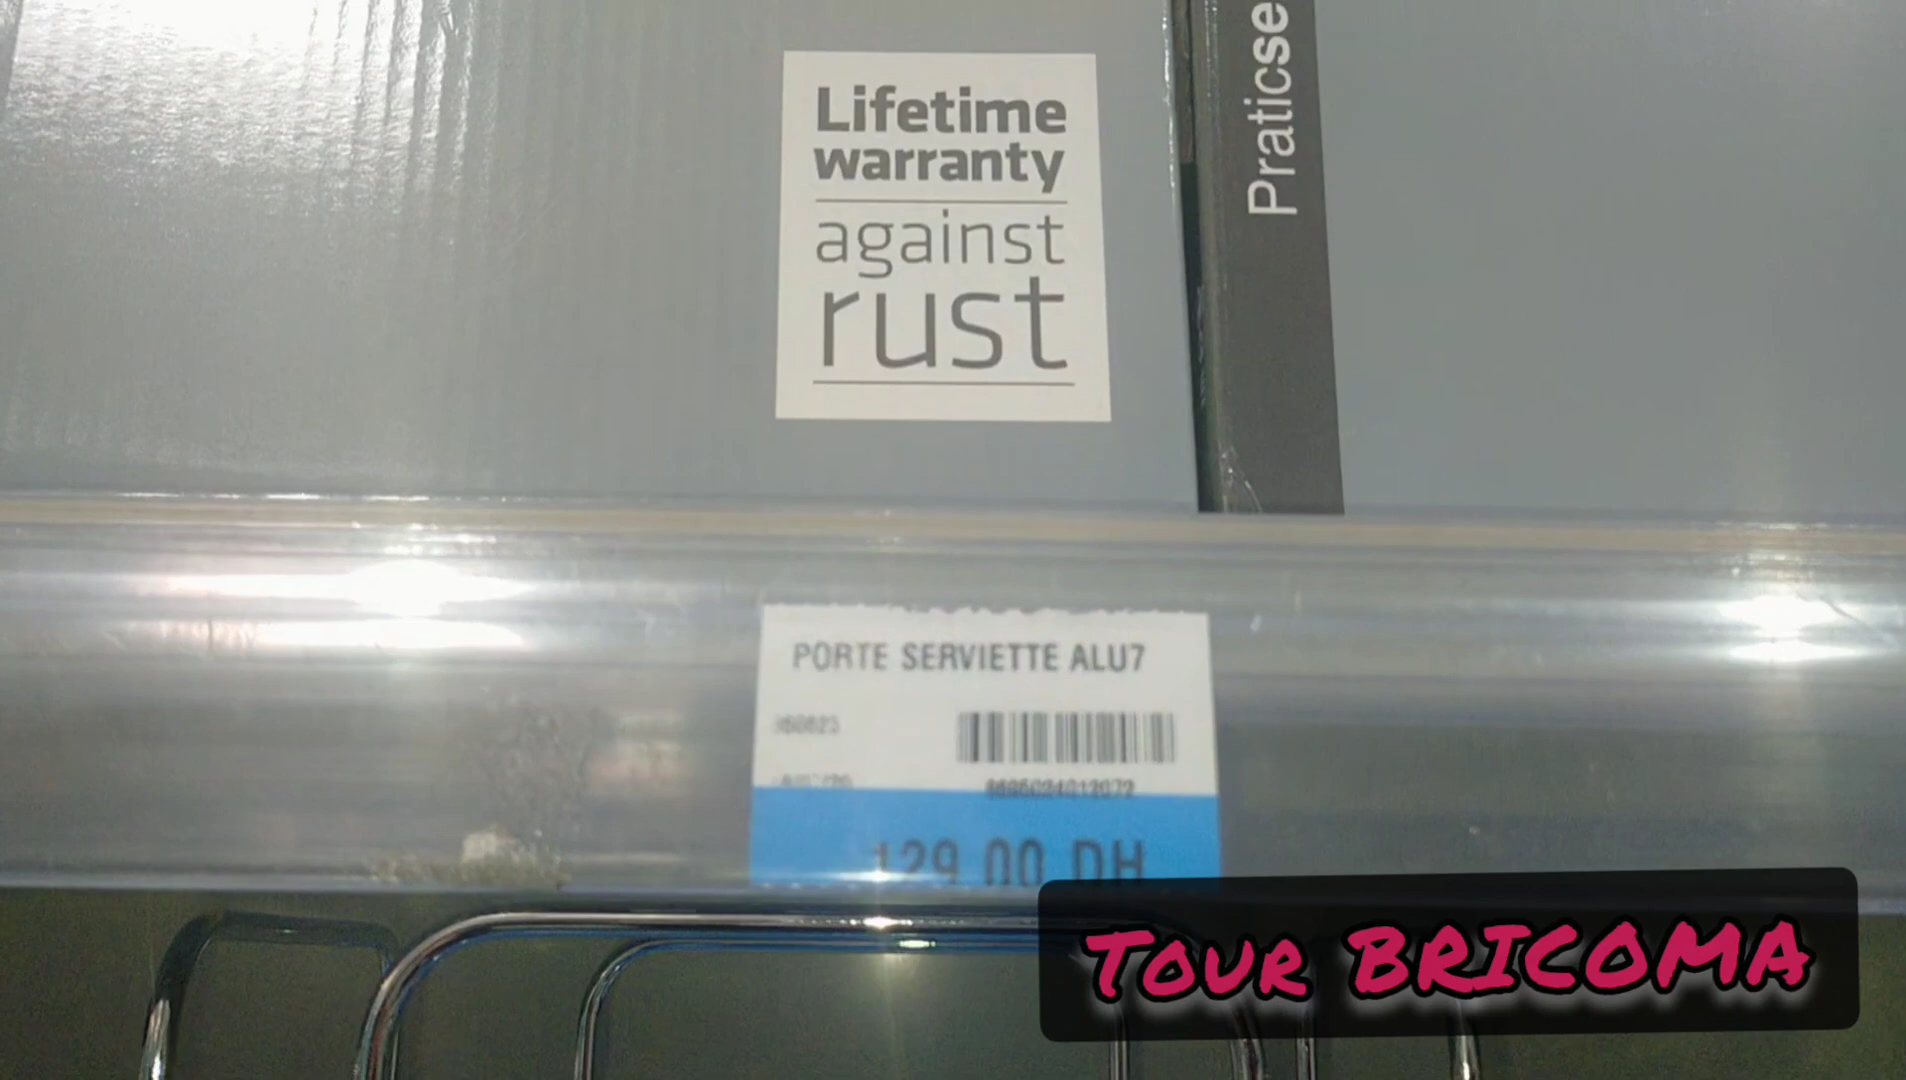 Lifetime
warranty
against
rust
Praticse
PORTE SERVIETTE ALU7
129.00 DH
Tour BRICOMA